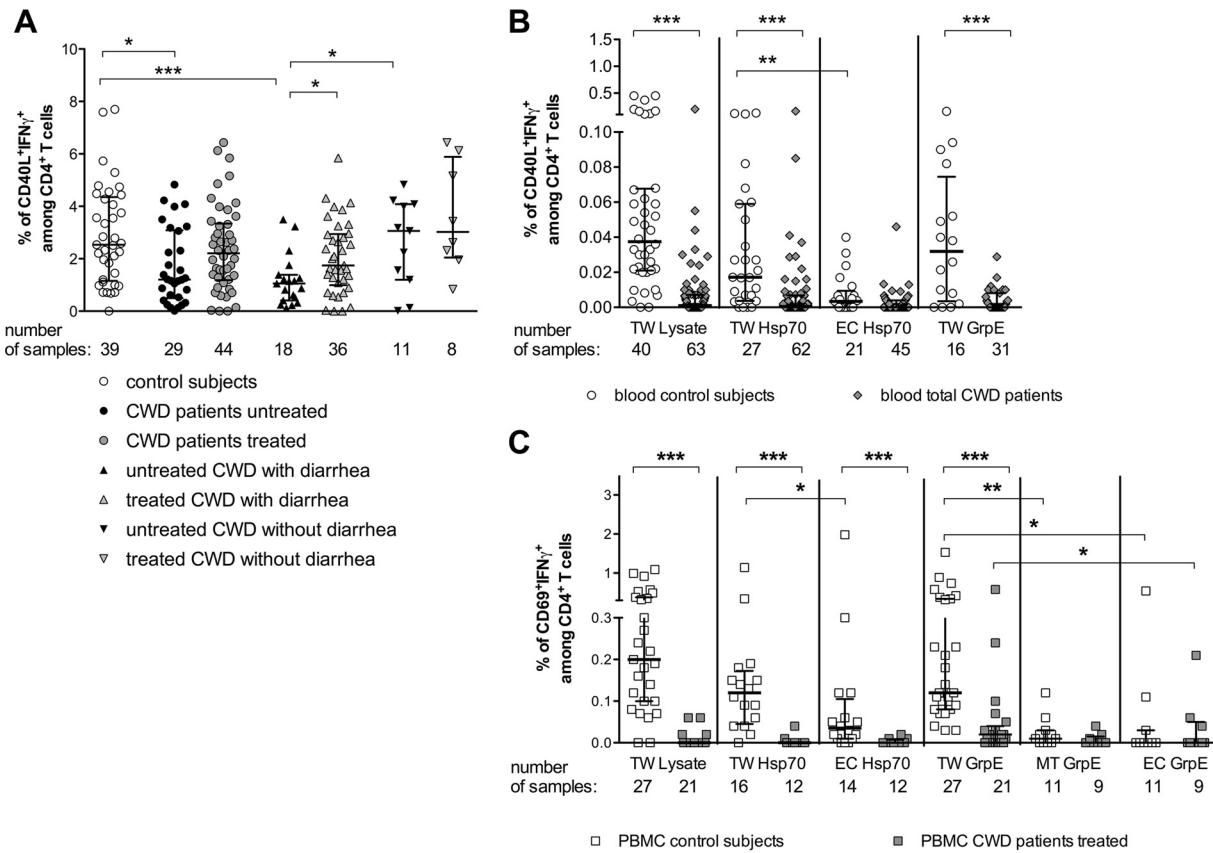 A
% of CD40L+IFNγ+
among CD4+ T cells
10
8
6
4
2
0
*
***
*
*
number
of samples:
39 29 44 18 36 11 8
control subjects
CWD patients untreated
CWD patients treated
untreated CWD with diarrhea
treated CWD with diarrhea
untreated CWD without diarrhea
treated CWD without diarrhea
B
% of CD40L+IFNγ+
among CD4+ T cells
*** *** ***
**
1.5
1.0
0.5
0.10
0.08
0.06
0.04
0.02
0.00
number
of samples:
TW Lysate TW Hsp70 EC Hsp70 TW GrpE
40 63 27 62 21 45 16 31
blood control subjects blood total CWD patients
C
% of CD69+IFNγ+
among CD4+ T cells
*** *** *** ***
* **
*
*
3
2
1
0.3
0.2
0.1
0.0
number
of samples:
TW Lysate TW Hsp70 EC Hsp70 TW GrpE MT GrpE EC GrpE
27 21 16 12 14 12 27 21 11 9 11 9
PBMC control subjects PBMC CWD patients treated